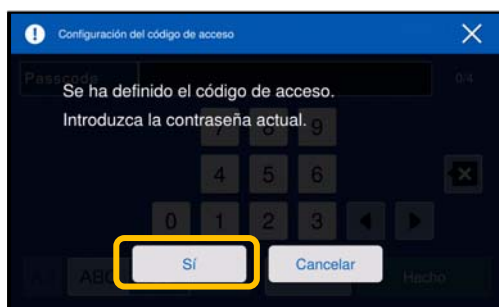 Configuración del código de acceso
Passcode
0/4
Se ha definido el código de acceso.
Introduzca la contraseña actual.
7 8 9
4 5 6
0 1 2 3
Sí
Cancelar
ABC
Hecho